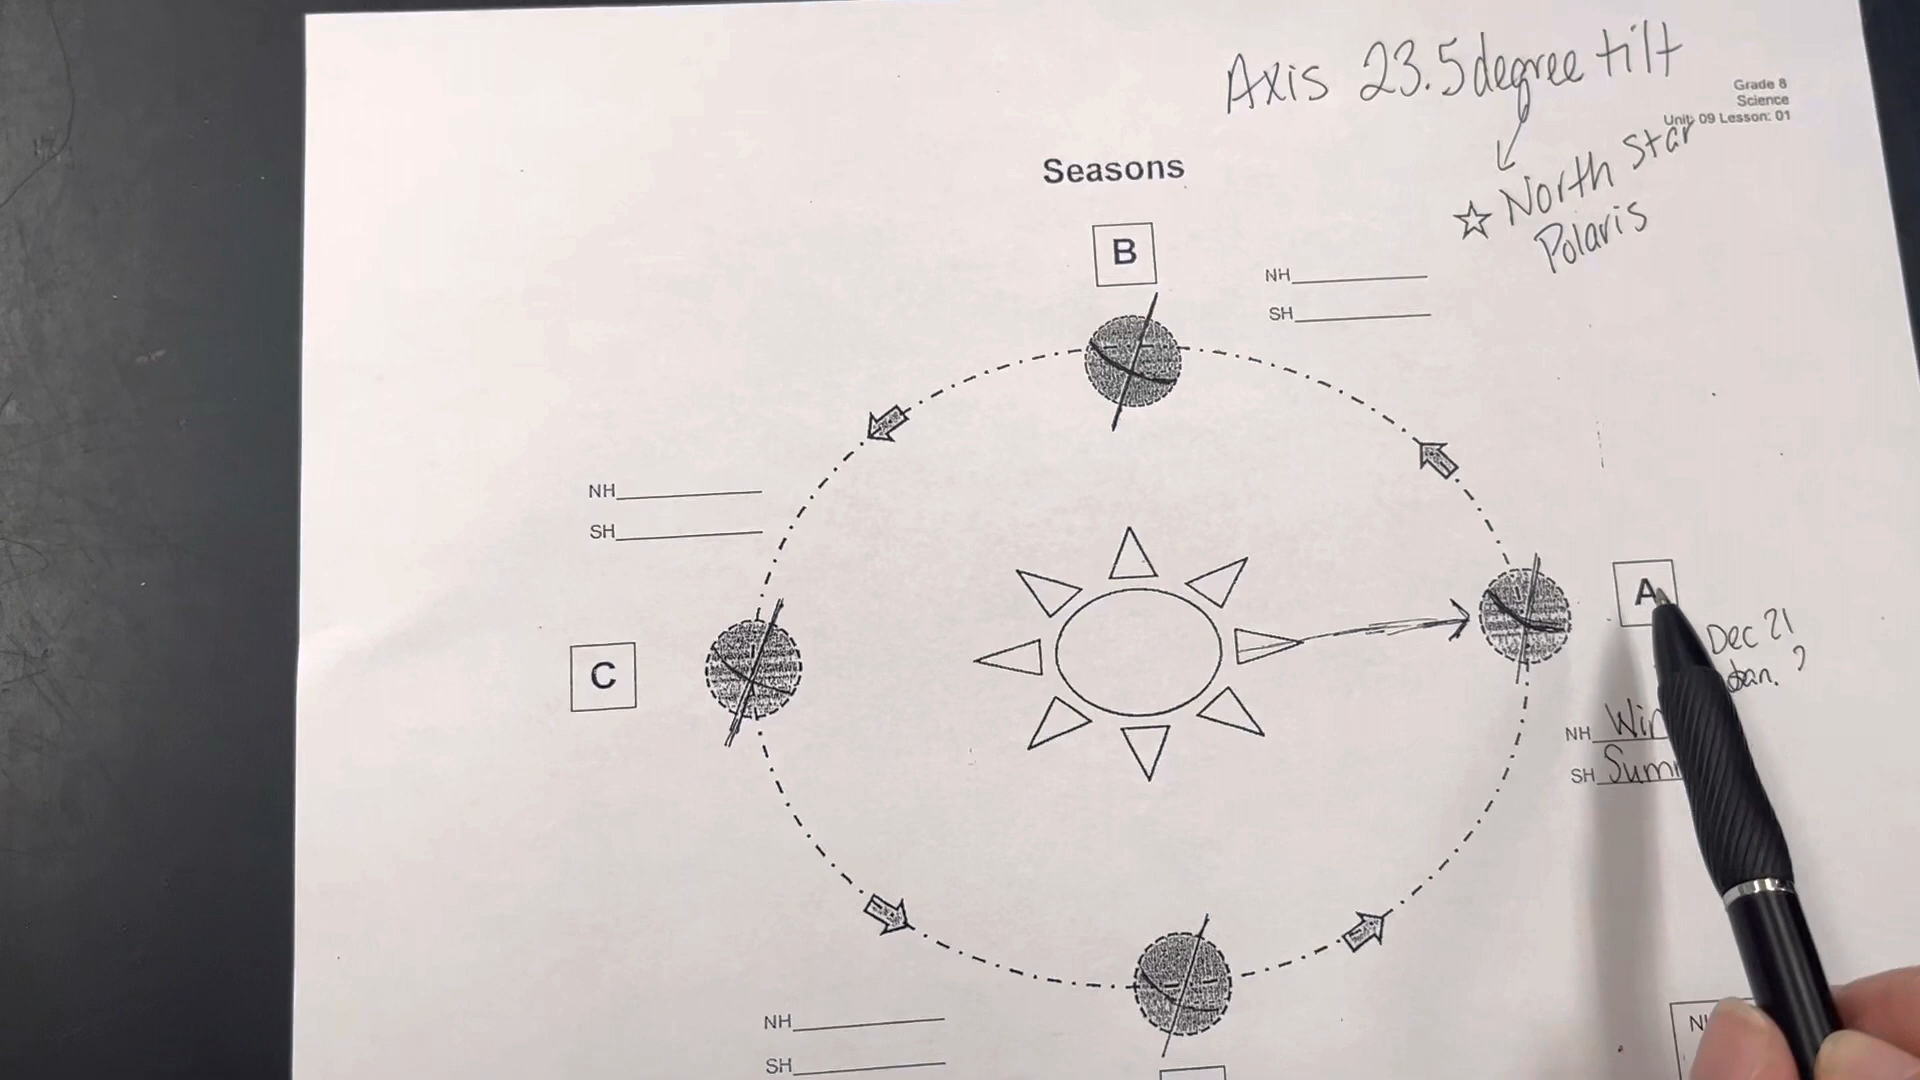 Axis 23.5 degree tilt
Grade 8
Science
Unit: 09 Lesson: 01
North Star
Polaris
Seasons
B
NH
SH
NH
SH
C
A
Dec 21
NH
SH
NH
SH